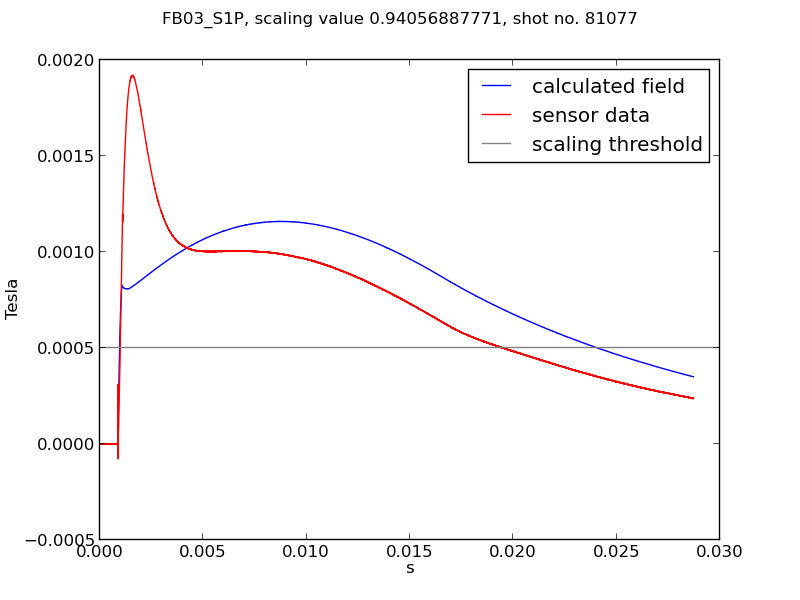 FB03_S1P, scaling value 0.94056887771, shot no. 81077
0.0020
0.0015
0.0010
0.0005
0.0000
−0.0005
Tesla
calculated field
sensor data
scaling threshold
0.000 0.005 0.010 0.015 0.020 0.025 0.030
s